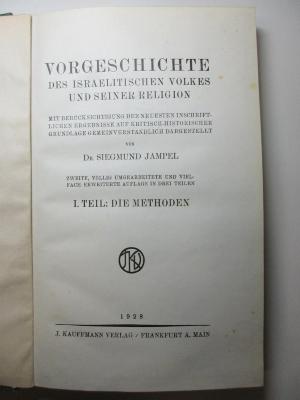 VORGESCHICHTE
DES ISRAELITISCHEN VOLKES
UND SEINER RELIGION
MIT BERÜCKSICHTIGUNG DER NEUESTEN INSCHRIFT-
LICHEN ERGEBNISSE AUF KRITISCH-HISTORISCHER
GRUNDLAGE GEMEINVERSTÄNDLICH DARGESTELLT
VON
DR. SIEGMUND JAMPEL
ZWEITE, VÖLLIG UMGEARBEITETE UND VIEL-
FACH ERWEITERTE AUFLAGE IN DREI TEILEN
I. TEIL: DIE METHODEN
1928
J. KAUFFMANN VERLAG / FRANKFURT A. MAIN